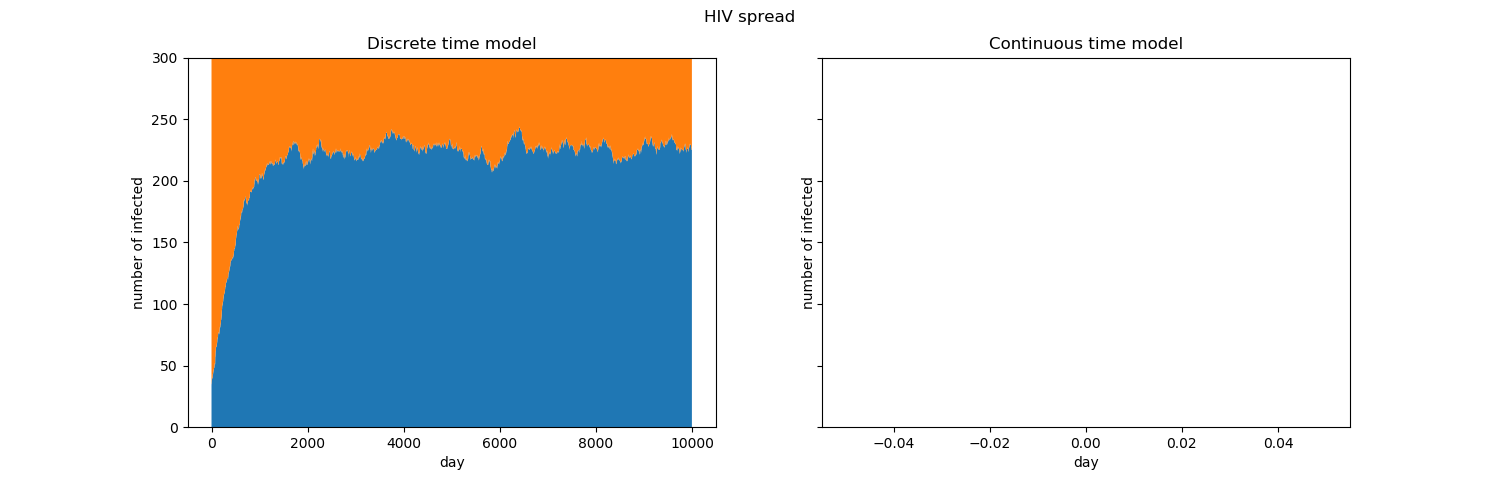 HIV spread
Discrete time model
300
250
200
150
100
50
0
number of infected
0 2000 4000 6000 8000 10000
day
Continuous time model
number of infected
−0.04 −0.02 0.00 0.02 0.04
day